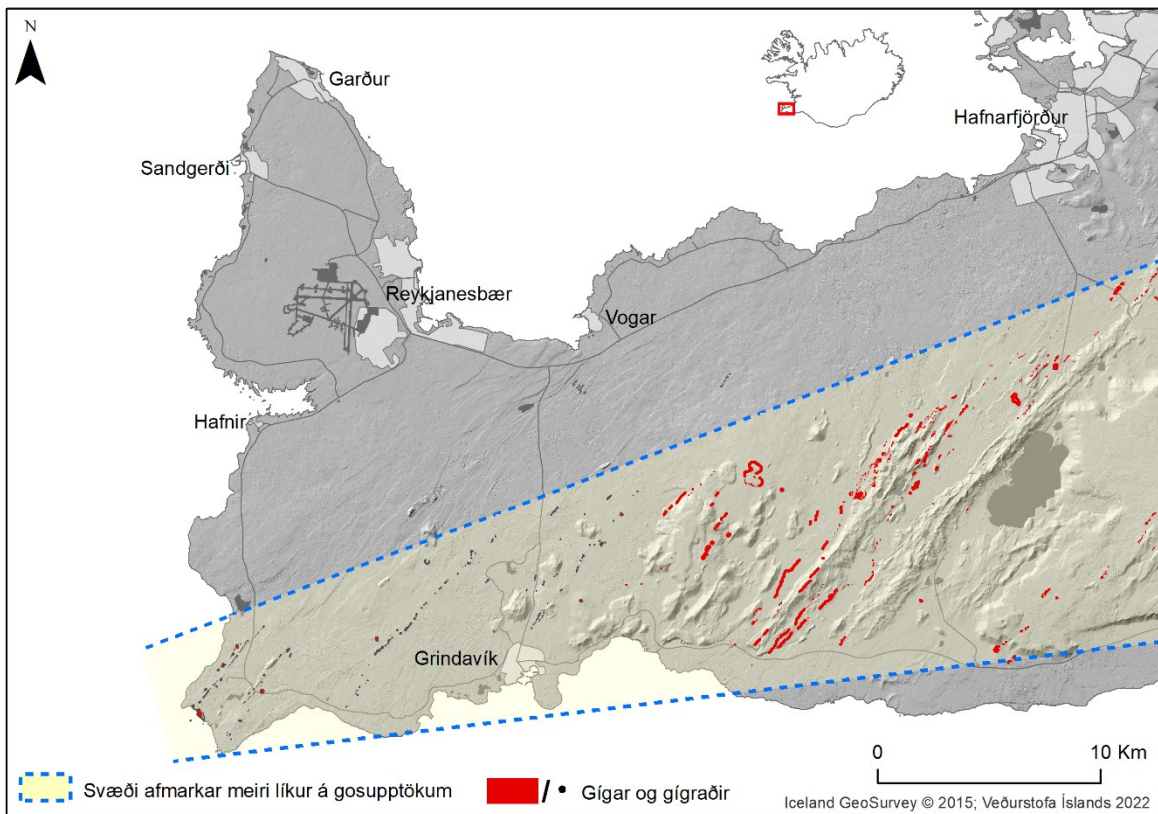 N
Garður
Hafnarfjörður
Sandgerði
Reykjanesbær
Vogar
Hafnir
Grindavík
0 10 Km
Svæði afmarkar meiri líkur á gosupptökum
/ • Gígar og gígraðir
Iceland GeoSurvey © 2015; Veðurstofa Íslands 2022